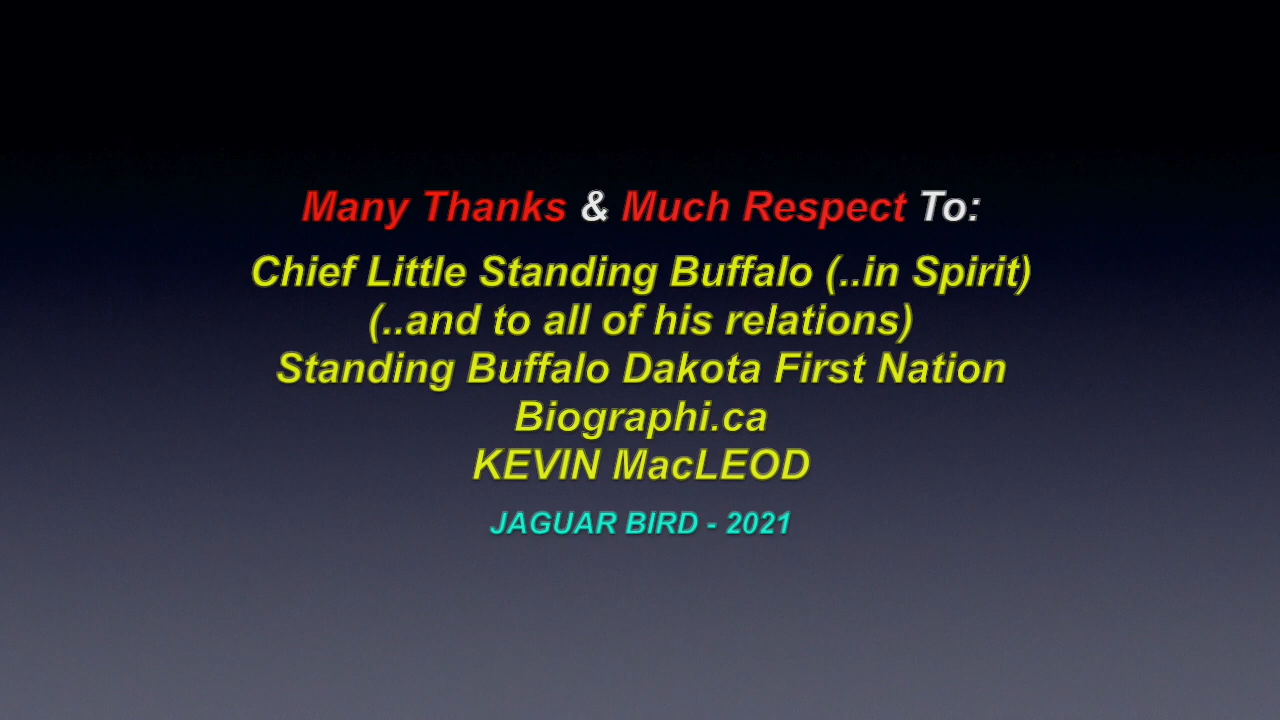 Many Thanks & Much Respect To:
Chief Little Standing Buffalo (..in Spirit)
(..and to all of his relations)
Standing Buffalo Dakota First Nation
Biographi.ca
KEVIN MacLEOD
JAGUAR BIRD - 2021